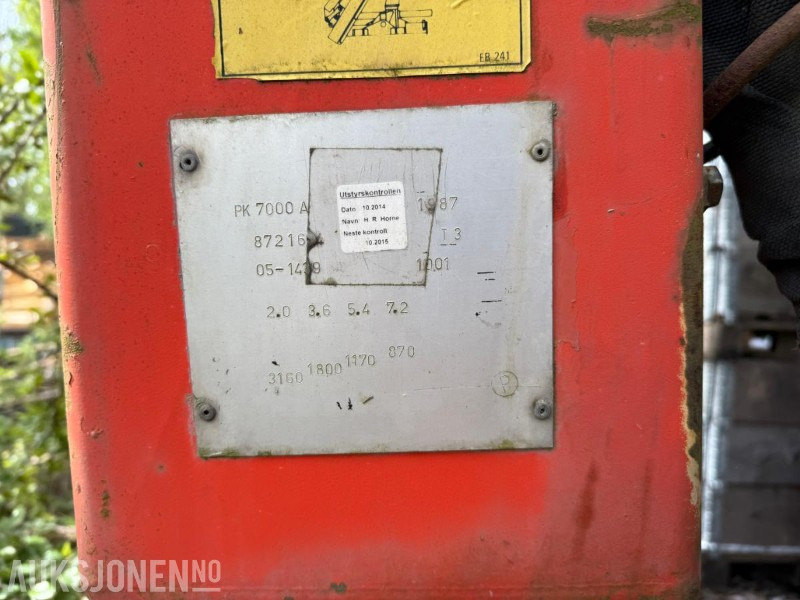 EB 241
PK 7000 A
1987
Utstyrskontrollen
Dato: 10.2014
Navn: H. R. Horne
Neste kontroll
10.2015
87216
I 3
05-1439
1001
2.0 3.6 5.4 7.2
3160 1800 1170 870
R
AUKSJONEN.NO